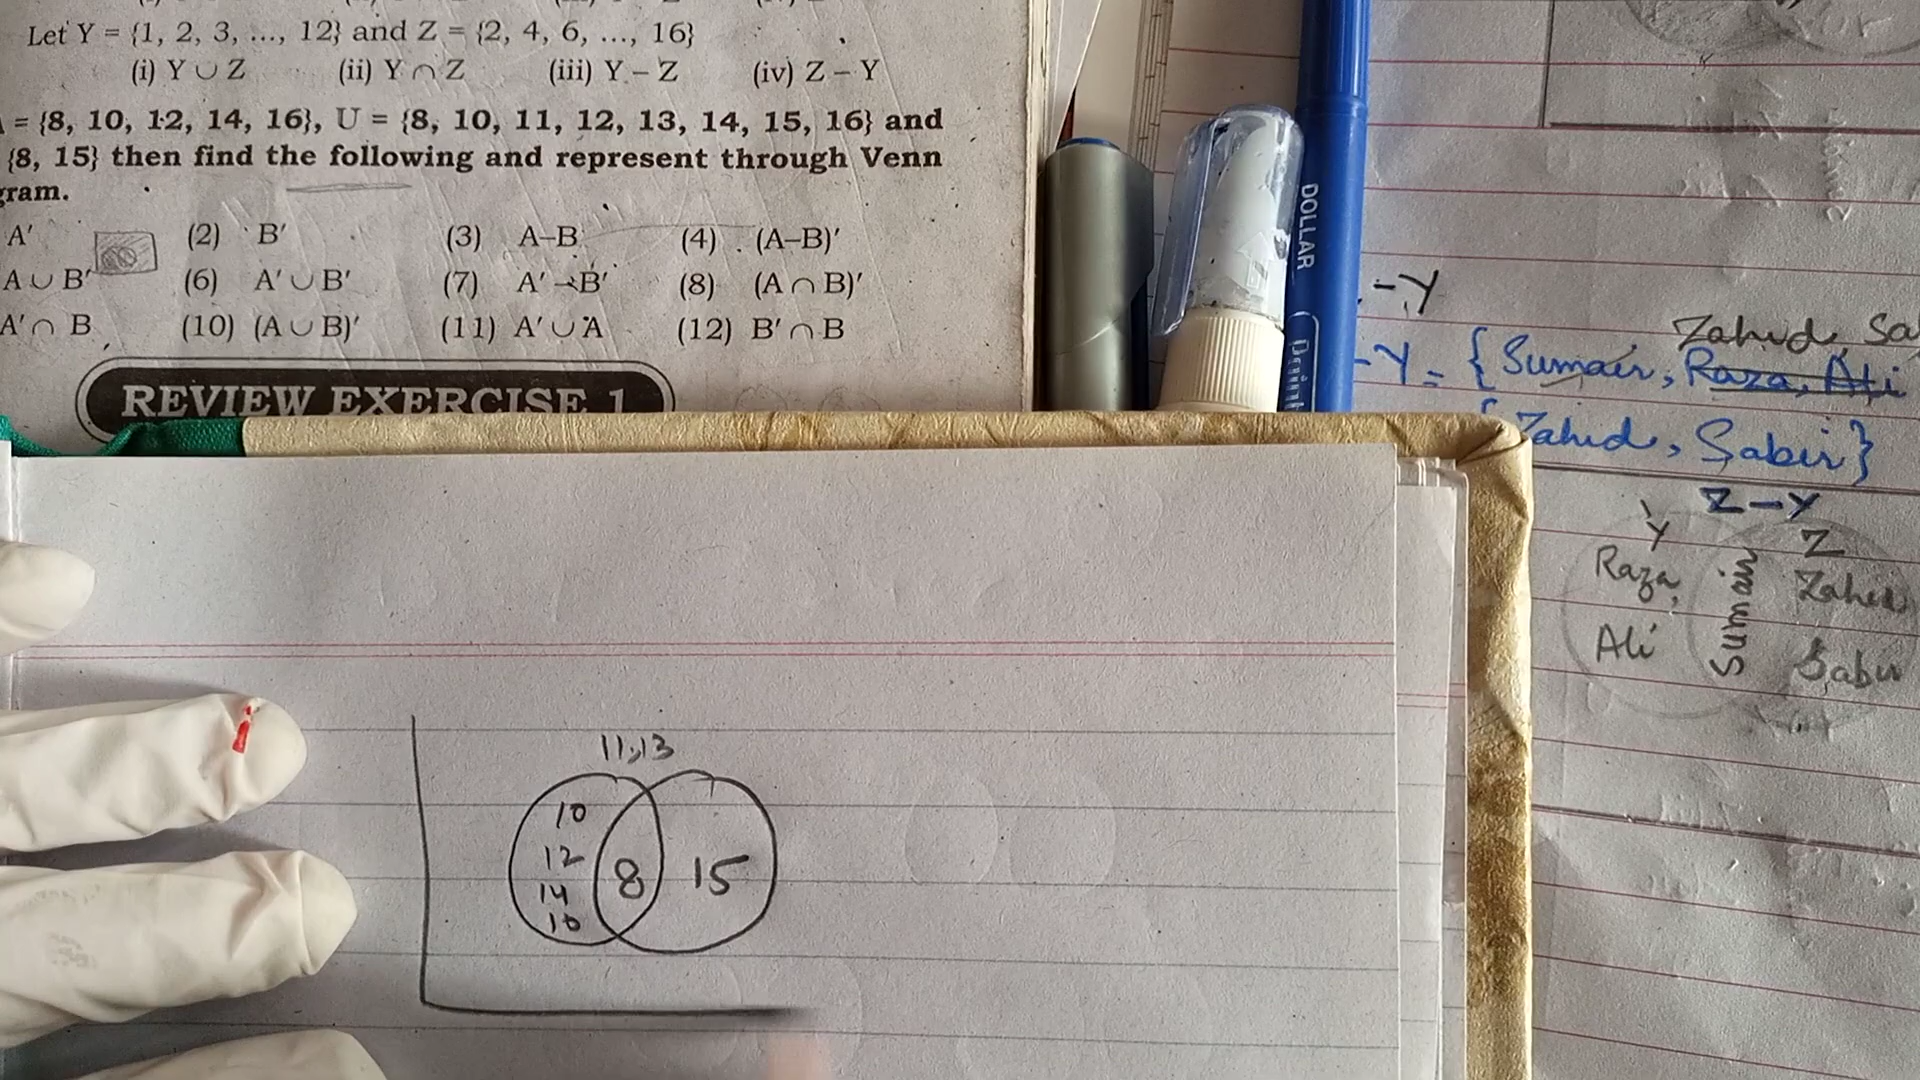 Let Y = {1, 2, 3, ..., 12} and Z = {2, 4, 6, ..., 16}
(i) Y ∪ Z (ii) Y ∩ Z (iii) Y – Z (iv) Z – Y
= {8, 10, 12, 14, 16}, U = {8, 10, 11, 12, 13, 14, 15, 16} and
{8, 15} then find the following and represent through Venn
gram.
A′ (2) B′ (3) A–B (4) (A–B)′
A ∪ B′ (6) A′ ∪ B′ (7) A′ – B′ (8) (A ∩ B)′
A′ ∩ B (10) (A ∪ B)′ (11) A′ ∪ A (12) B′ ∩ B
REVIEW EXERCISE 1
DOLLAR
-Y
Zahid, Sa
-Y = { Sumair, Raza, Ali
{ Zahid, Sabir}
Z-Y
Y Z
Raza, Sumair
Ali Sabir
11,13
10
12
14
8 15